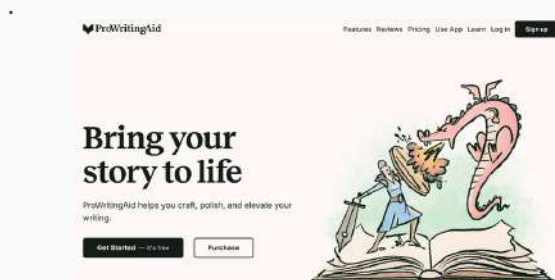 ProWritingAid
Features Reviews Pricing Use App Learn Log In Sign up
Bring your
story to life
ProWritingAid helps you craft, polish, and elevate your
writing.
Get Started — It's free Purchase